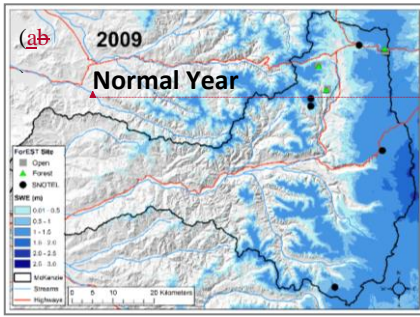 (ab 2009
Normal Year
ForEST Site
Open
Forest
SNOTEL
SWE (m)
0.01 - 0.5
0.5 - 1
1 - 1.5
1.5 - 2.0
2.0 - 2.5
2.5 - 3.0
McKenzie
Streams
Highways
0 5 10 20 Kilometers